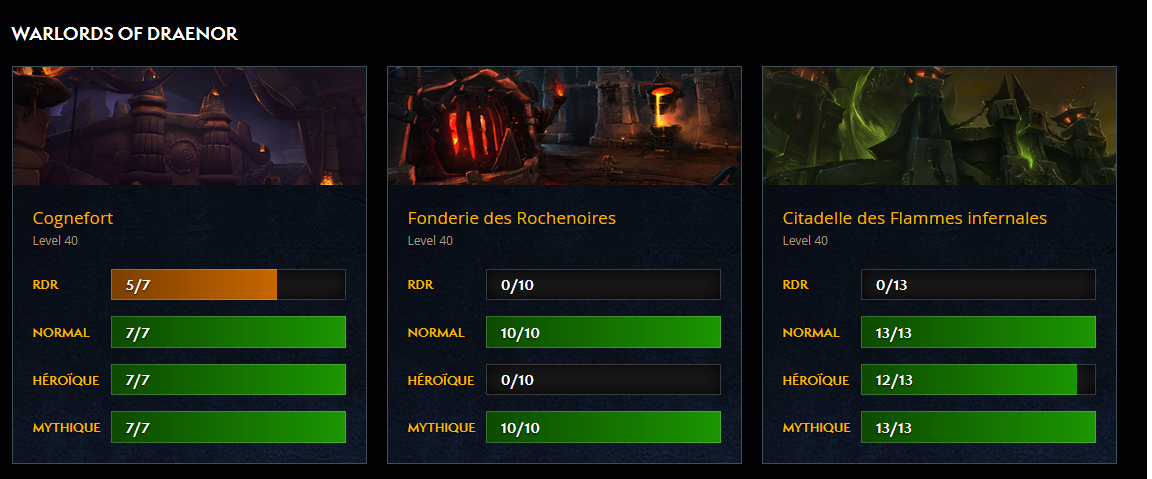 WARLORDS OF DRAENOR
Cognefort
Level 40
RDR 5/7
NORMAL 7/7
HÉROÏQUE 7/7
MYTHIQUE 7/7
Fonderie des Rochenoires
Level 40
RDR 0/10
NORMAL 10/10
HÉROÏQUE 0/10
MYTHIQUE 10/10
Citadelle des Flammes infernales
Level 40
RDR 0/13
NORMAL 13/13
HÉROÏQUE 12/13
MYTHIQUE 13/13